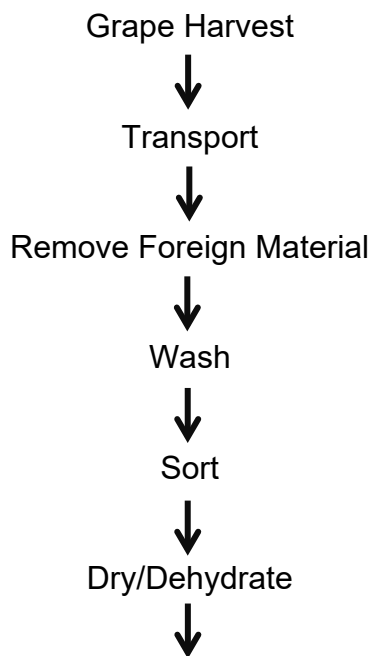 Grape Harvest
Transport
Remove Foreign Material
Wash
Sort
Dry/Dehydrate